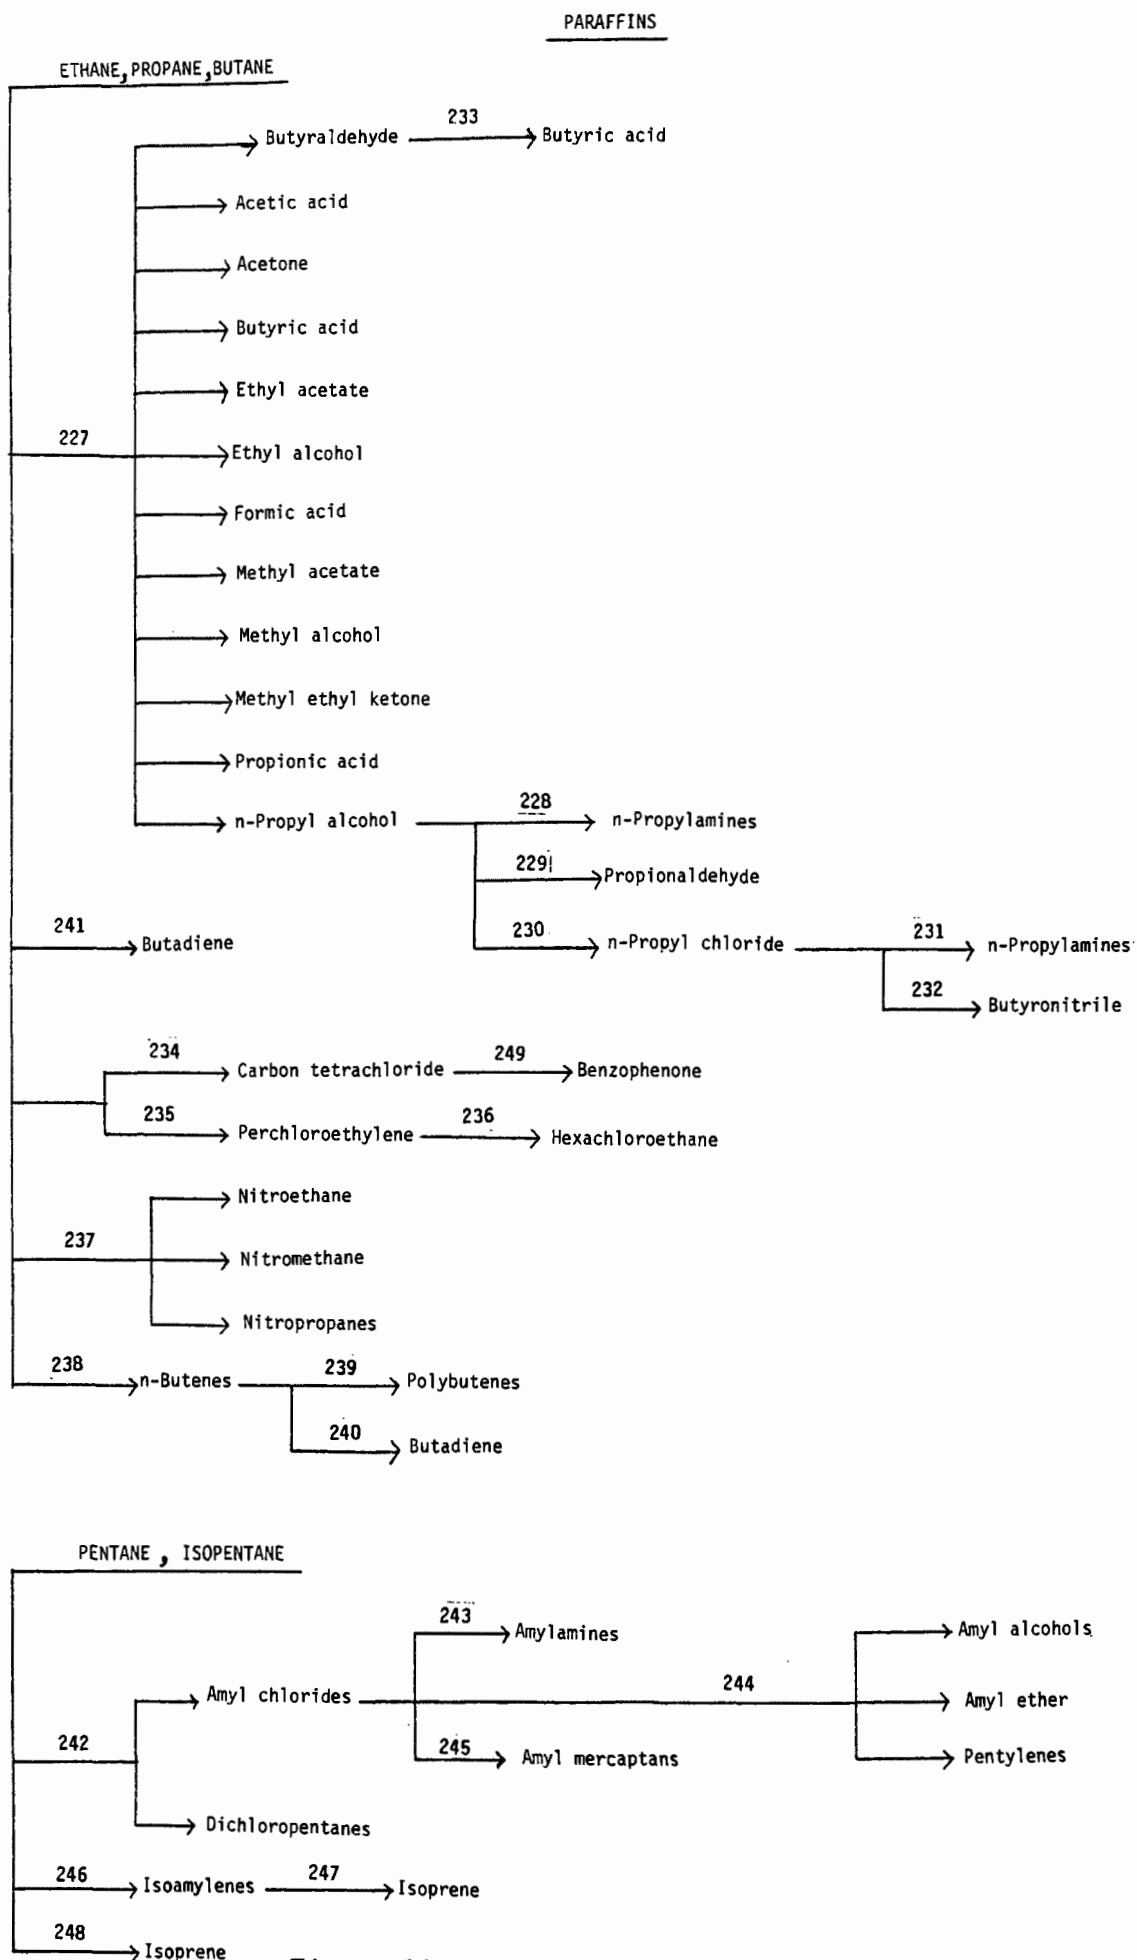 PARAFFINS
ETHANE, PROPANE, BUTANE
Butyraldehyde 233 Butyric acid
Acetic acid
Acetone
Butyric acid
Ethyl acetate
227 Ethyl alcohol
Formic acid
Methyl acetate
Methyl alcohol
Methyl ethyl ketone
Propionic acid
n-Propyl alcohol 228 n-Propylamines
229 Propionaldehyde
241 Butadiene 230 n-Propyl chloride 231 n-Propylamines
232 Butyronitrile
234 Carbon tetrachloride 249 Benzophenone
235 Perchloroethylene 236 Hexachloroethane
Nitroethane
237 Nitromethane
Nitropropanes
238 n-Butenes 239 Polybutenes
240 Butadiene
PENTANE , ISOPENTANE
243 Amylamines Amyl alcohols
Amyl chlorides 244 Amyl ether
242 245 Amyl mercaptans Pentylenes
Dichloropentanes
246 Isoamylenes 247 Isoprene
248 Isoprene